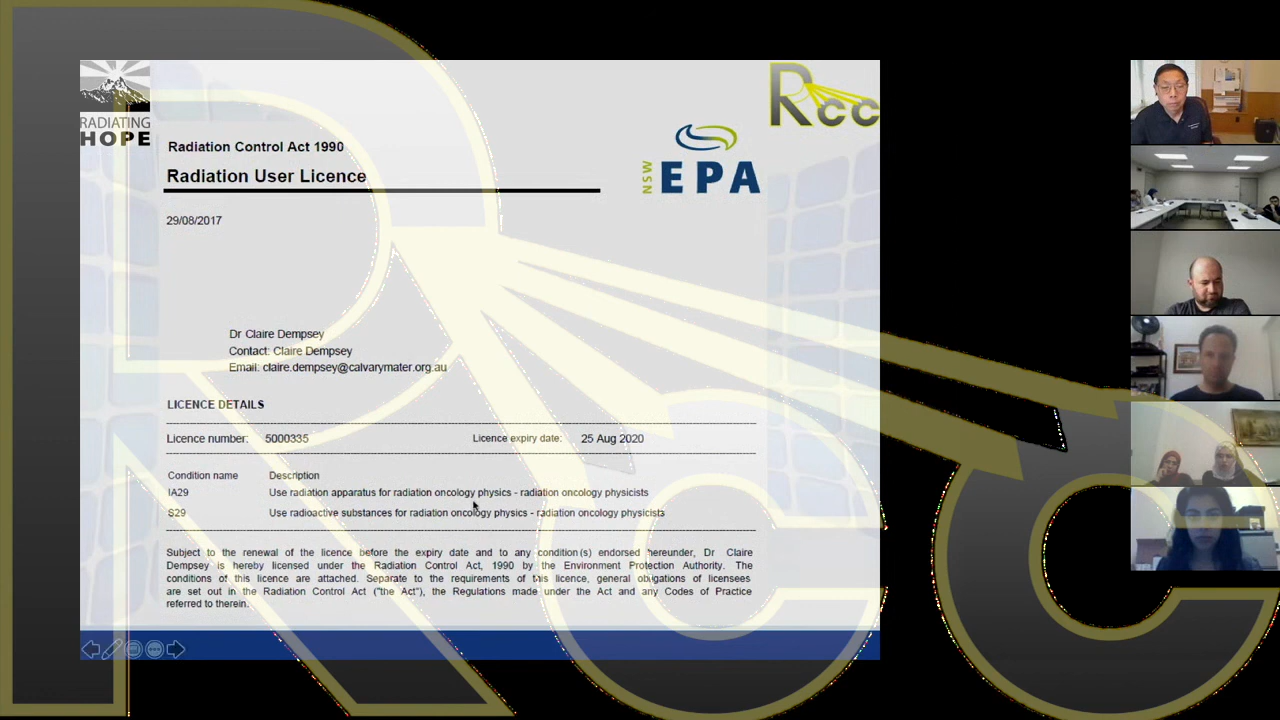 RADIATING
HOPE
Rcc
Radiation Control Act 1990
Radiation User Licence
NSW EPA
29/08/2017
Dr Claire Dempsey
Contact: Claire Dempsey
Email: claire.dempsey@calvarymater.org.au
LICENCE DETAILS
Licence number: 5000335 Licence expiry date: 25 Aug 2020
Condition name Description
IA29 Use radiation apparatus for radiation oncology physics - radiation oncology physicists
S29 Use radioactive substances for radiation oncology physics - radiation oncology physicists
Subject to the renewal of the licence before the expiry date and to any condition(s) endorsed hereunder, Dr Claire
Dempsey is hereby licensed under the Radiation Control Act, 1990 by the Environment Protection Authority. The
conditions of this licence are attached. Separate to the requirements of this licence, general obligations of licensees
are set out in the Radiation Control Act ("the Act"), the Regulations made under the Act and any Codes of Practice
referred to therein.
Rcc